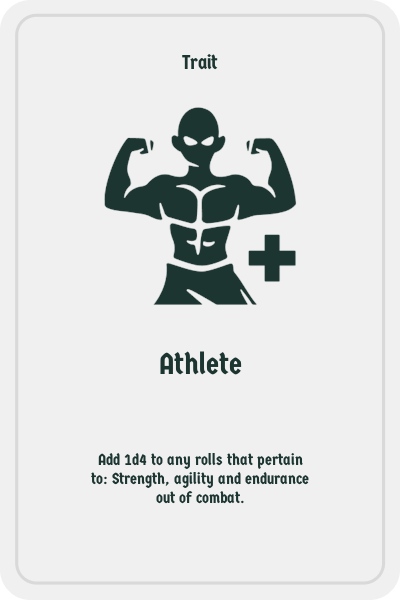 Trait
Athlete
Add 1d4 to any rolls that pertain
to: Strength, agility and endurance
out of combat.